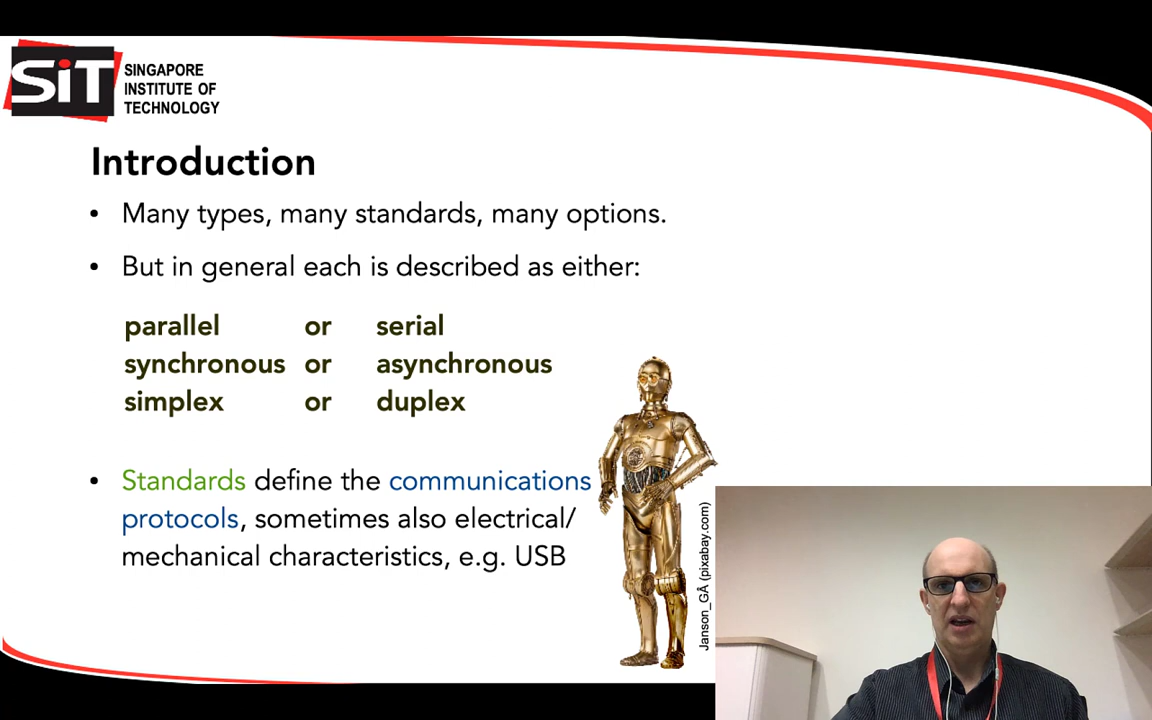 SiT
SINGAPORE
INSTITUTE OF
TECHNOLOGY
Introduction
• Many types, many standards, many options.
• But in general each is described as either:
parallel or serial
synchronous or asynchronous
simplex or duplex
• Standards define the communications
protocols, sometimes also electrical/
mechanical characteristics, e.g. USB
Janson_GÅ (pixabay.com)